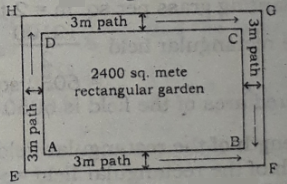 H G
3m path
D C
3m path
2400 sq. mete
rectangular garden
3m path
A B
3m path
E F